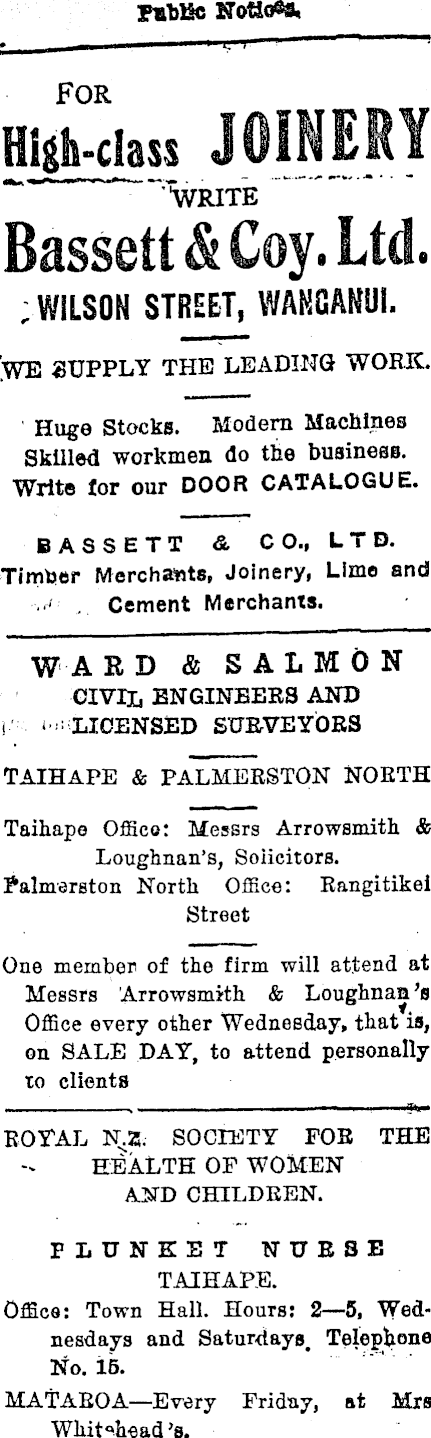 Public Notices.
FOR
High-class JOINERY
WRITE
Bassett & Coy. Ltd.
WILSON STREET, WANGANUI.
WE SUPPLY THE LEADING WORK.
Huge Stocks. Modern Machines
Skilled workmen do the business.
Write for our DOOR CATALOGUE.
BASSETT & CO., LTD.
Timber Merchants, Joinery, Lime and
Cement Merchants.
WARD & SALMON
CIVIL ENGINEERS AND
LICENSED SURVEYORS
TAIHAPE & PALMERSTON NORTH
Taihape Office: Messrs Arrowsmith &
Loughnan's, Solicitors.
Palmerston North Office: Rangitikei
Street
One member of the firm will attend at
Messrs Arrowsmith & Loughnan's
Office every other Wednesday, that is,
on SALE DAY, to attend personally
to clients
ROYAL N.Z. SOCIETY FOR THE
HEALTH OF WOMEN
AND CHILDREN.
PLUNKET NURSE
TAIHAPE.
Office: Town Hall. Hours: 2—5, Wed-
nesdays and Saturdays. Telephone
No. 15.
MATAROA—Every Friday, at Mrs
Whitehead's.